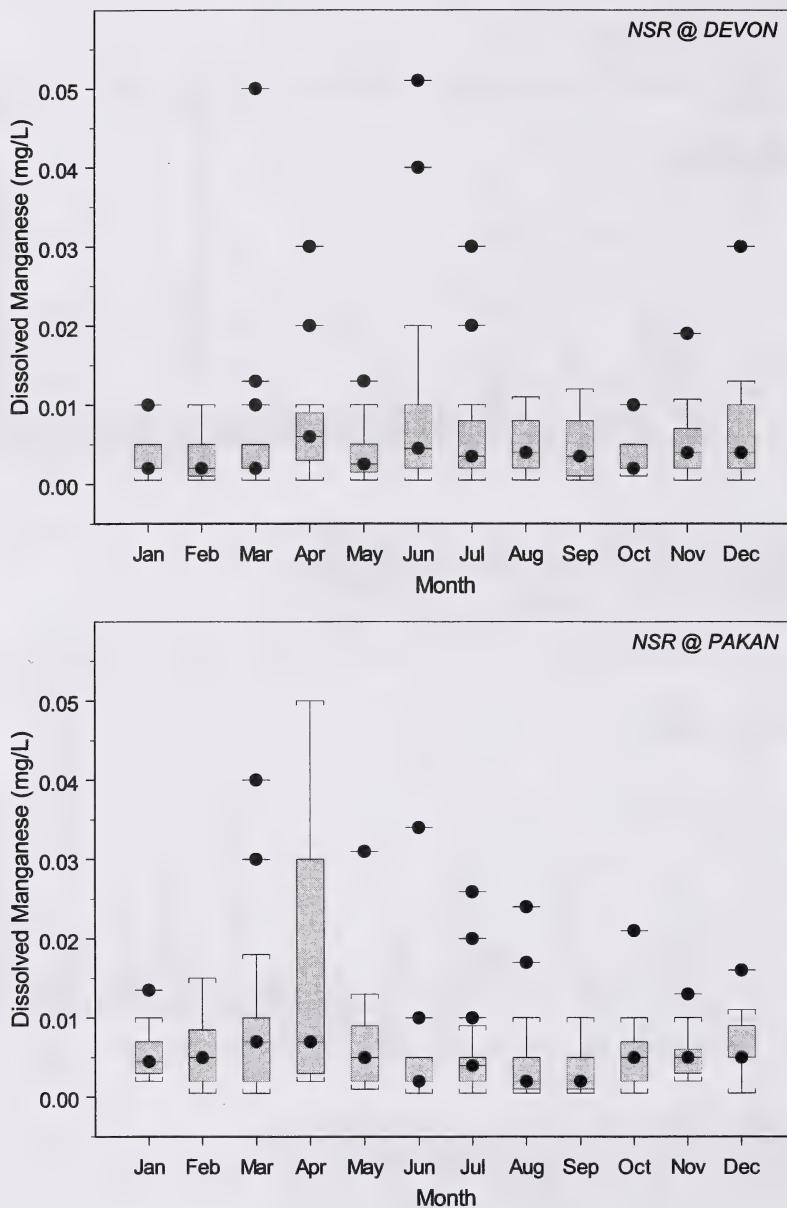 NSR @ DEVON
Dissolved Manganese (mg/L)
0.05
0.04
0.03
0.02
0.01
0.00
Jan Feb Mar Apr May Jun Jul Aug Sep Oct Nov Dec
Month
NSR @ PAKAN
Dissolved Manganese (mg/L)
0.05
0.04
0.03
0.02
0.01
0.00
Jan Feb Mar Apr May Jun Jul Aug Sep Oct Nov Dec
Month